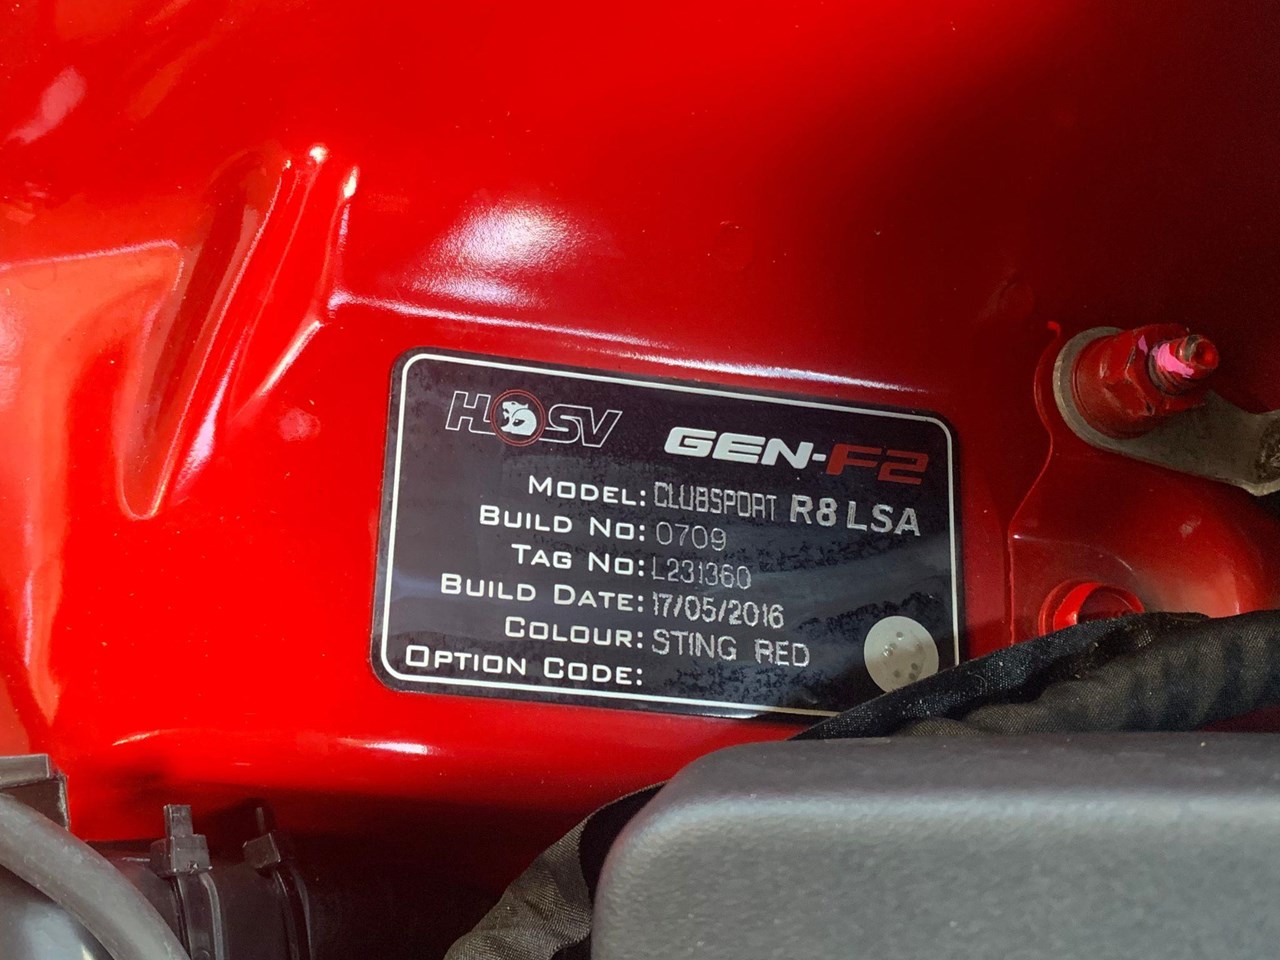 HSV GEN-F2
MODEL: CLUBSPORT R8 LSA
BUILD NO: 0709
TAG NO: L231360
BUILD DATE: 17/05/2016
COLOUR: STING RED
OPTION CODE: